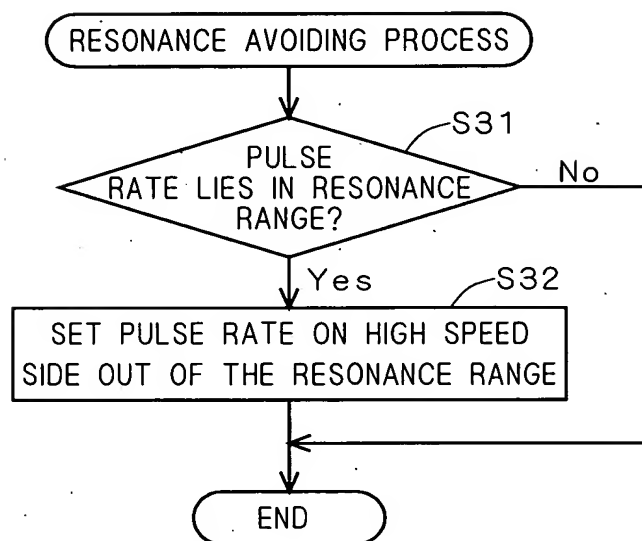 RESONANCE AVOIDING PROCESS
S31
PULSE
RATE LIES IN RESONANCE
RANGE?
No
Yes
S32
SET PULSE RATE ON HIGH SPEED
SIDE OUT OF THE RESONANCE RANGE
END